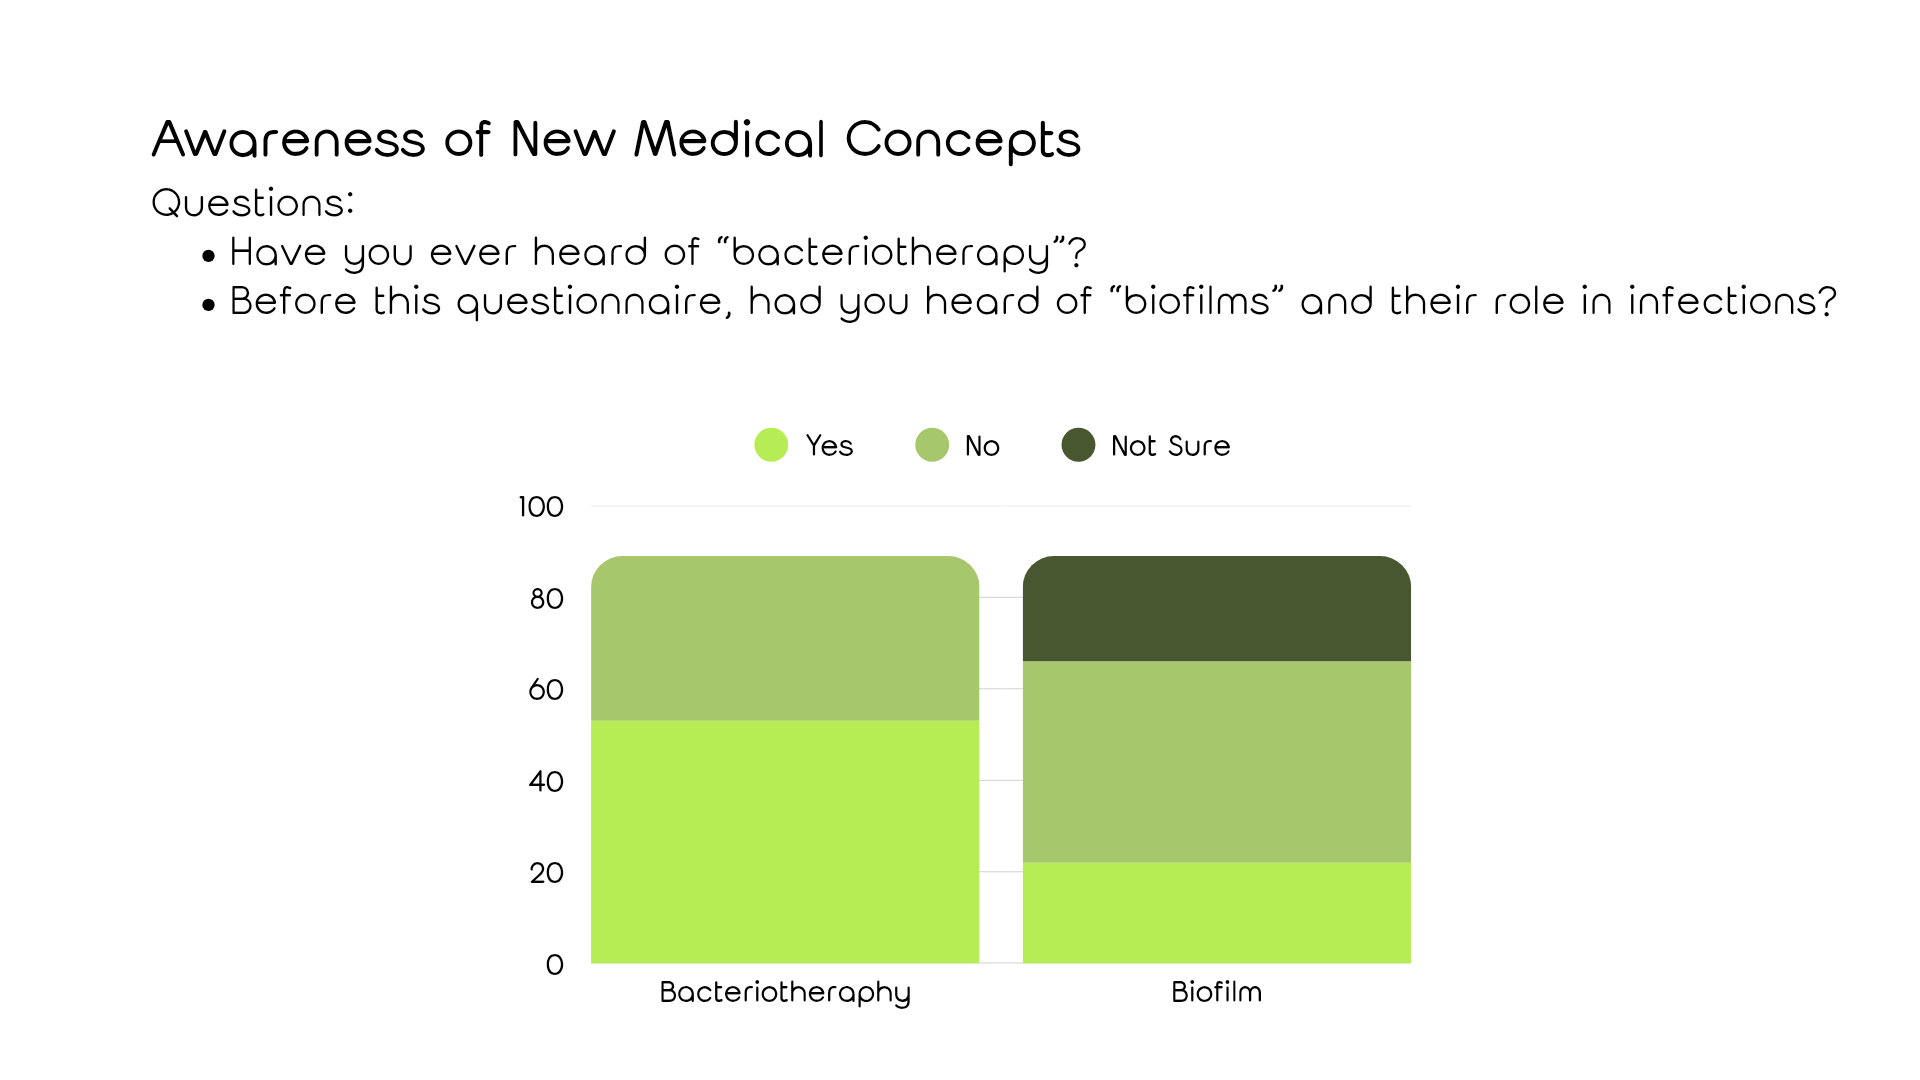 Awareness of New Medical Concepts
Questions:
• Have you ever heard of “bacteriotherapy”?
• Before this questionnaire, had you heard of “biofilms” and their role in infections?
Yes No Not Sure
100
80
60
40
20
0
Bacteriotheraphy Biofilm